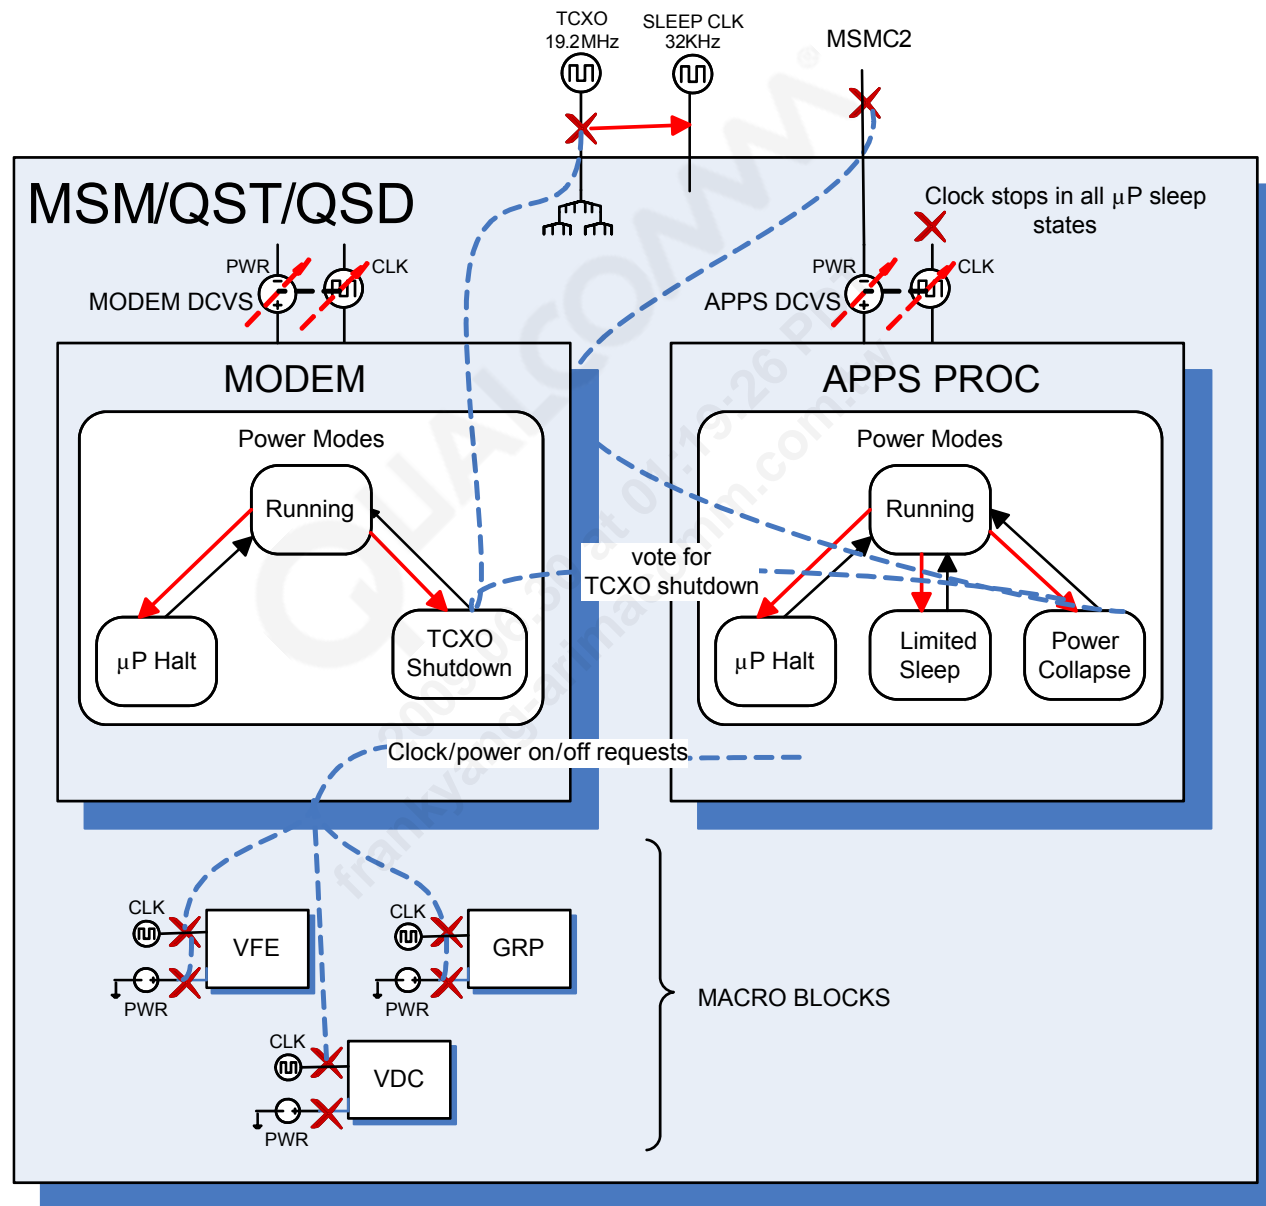 TCXO
19.2MHz
SLEEP CLK
32KHz
MSMC2
MSM/QST/QSD
Clock stops in all µP sleep
states
PWR
CLK
MODEM DCVS
PWR
CLK
APPS DCVS
MODEM
APPS PROC
Power Modes
Running
µP Halt
TCXO
Shutdown
vote for
TCXO shutdown
Power Modes
Running
µP Halt
Limited
Sleep
Power
Collapse
Clock/power on/off requests
CLK
VFE
PWR
CLK
GRP
PWR
CLK
VDC
PWR
MACRO BLOCKS
QUALCOMM